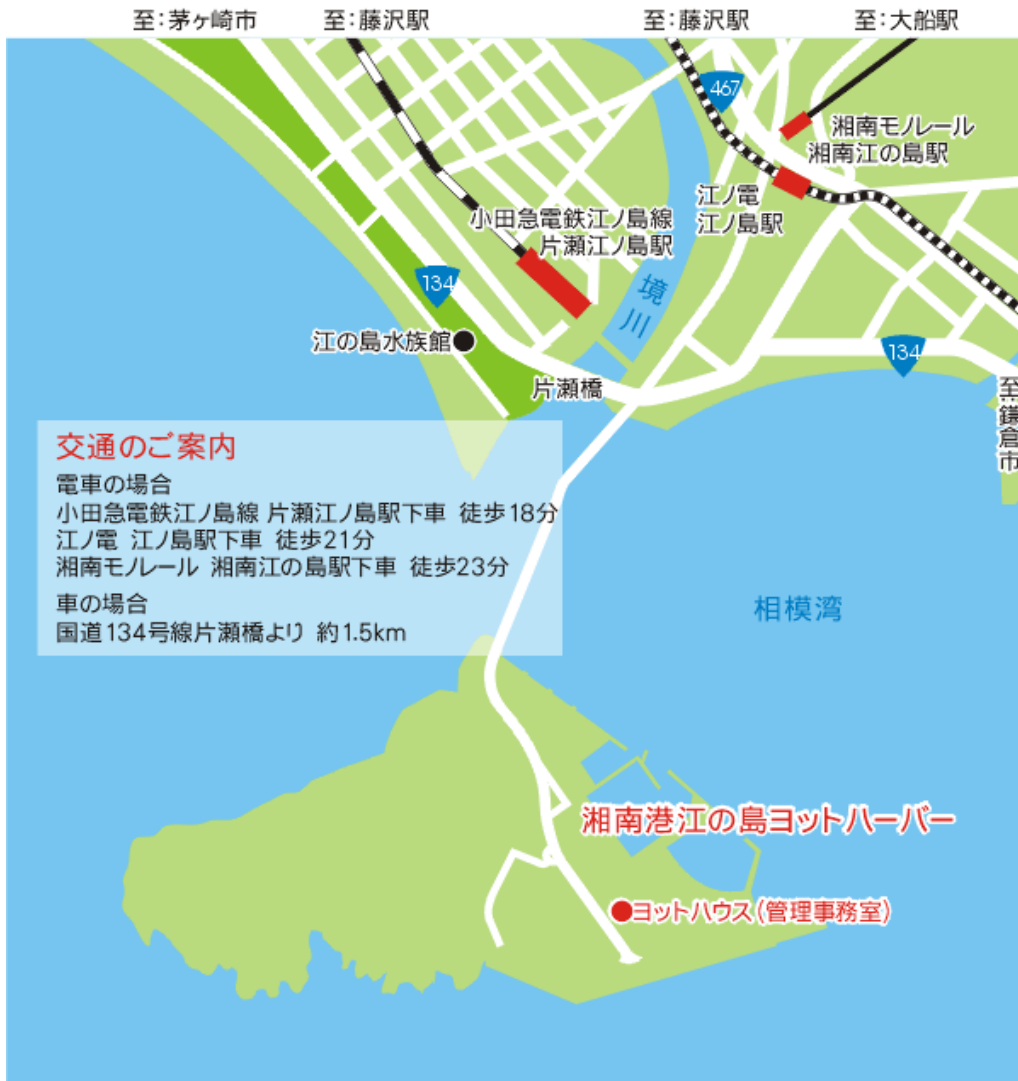 至：茅ヶ崎市
至：藤沢駅
至：藤沢駅
至：大船駅
467
湘南モノレール
湘南江の島駅
江ノ電
江ノ島駅
小田急電鉄江ノ島線
片瀬江ノ島駅
境川
134
江の島水族館
134
片瀬橋
至：鎌倉市
交通のご案内
電車の場合
小田急電鉄江ノ島線 片瀬江ノ島駅下車 徒歩18分
江ノ電 江ノ島駅下車 徒歩21分
湘南モノレール 湘南江の島駅下車 徒歩23分
車の場合
国道134号線片瀬橋より 約1.5km
相模湾
湘南港江の島ヨットハーバー
ヨットハウス(管理事務室)